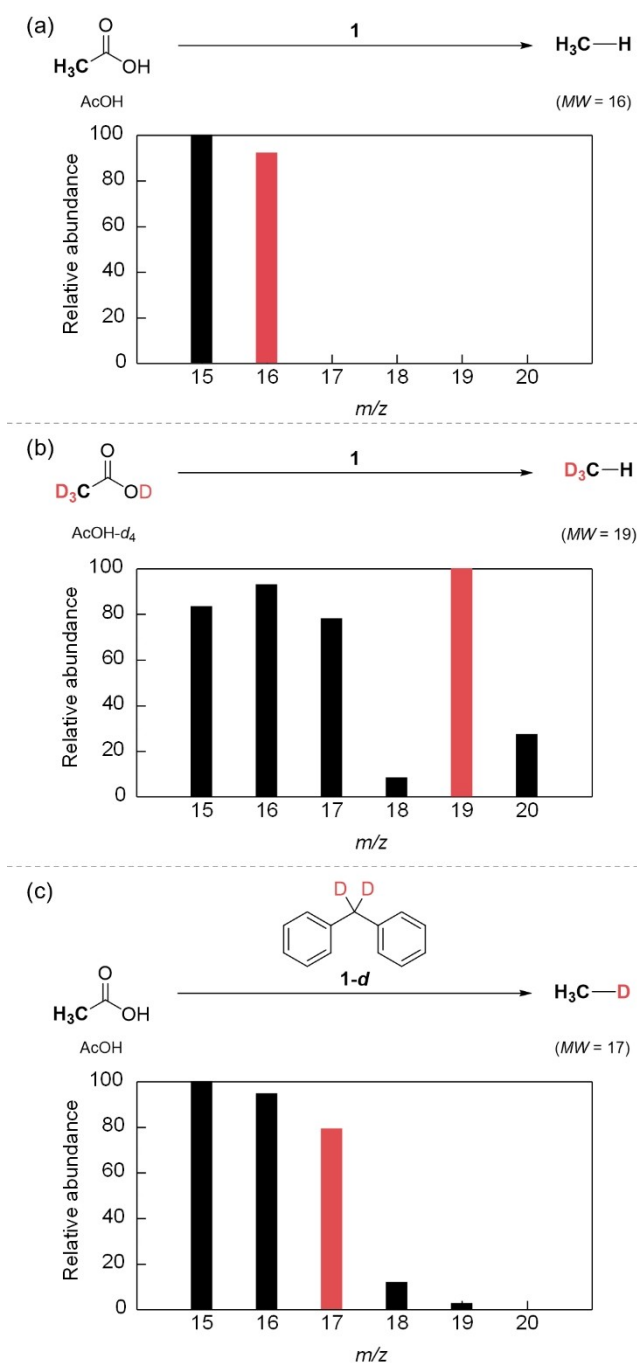 (a)
O
1
H₃C OH
H₃C—H
AcOH
(MW = 16)
Relative abundance
100
80
60
40
20
0
15 16 17 18 19 20
m/z
(b)
O
1
D₃C OD
D₃C—H
AcOH-d₄
(MW = 19)
Relative abundance
100
80
60
40
20
0
15 16 17 18 19 20
m/z
(c)
D D
O
1-d
H₃C OH
H₃C—D
AcOH
(MW = 17)
Relative abundance
100
80
60
40
20
0
15 16 17 18 19 20
m/z